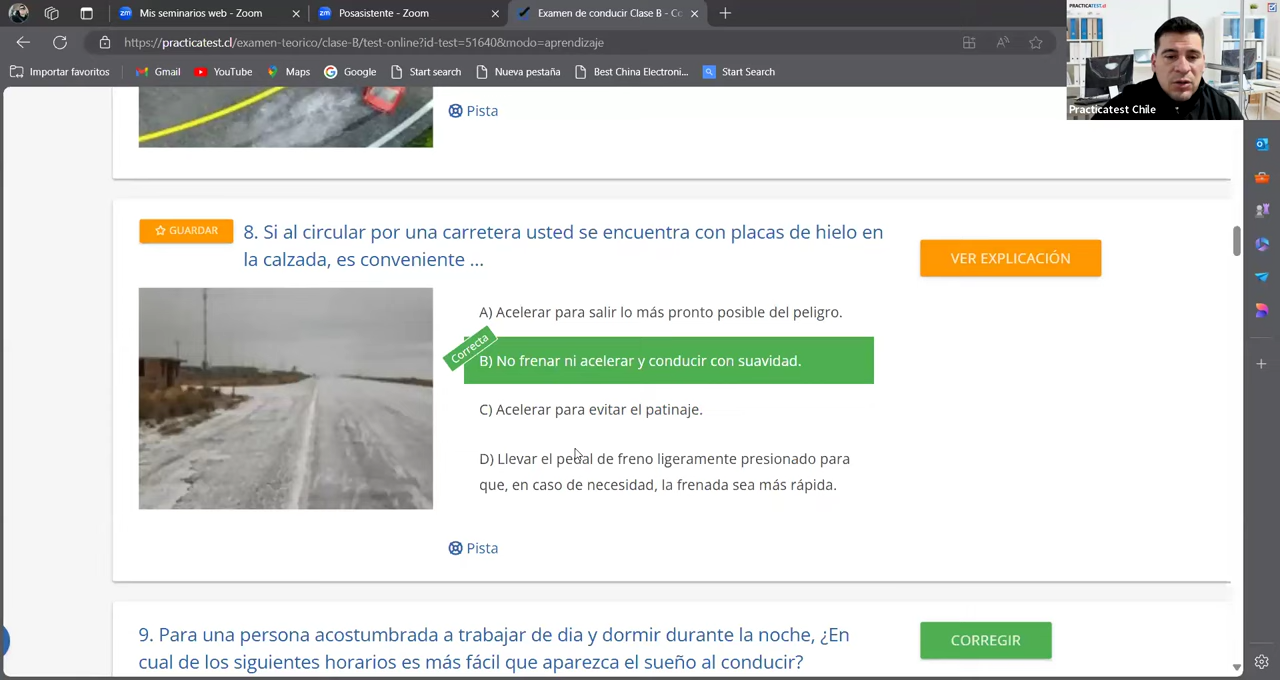 Mis seminarios web - Zoom
Posasistente - Zoom
Examen de conducir Clase B - Co
https://practicatest.cl/examen-teorico/clase-B/test-online?id-test=51640&modo=aprendizaje
Importar favoritos
Gmail
YouTube
Maps
Google
Start search
Nueva pestaña
Best China Electroni...
Start Search
PRACTICATEST.cl
Practicatest Chile
Pista
GUARDAR
8. Si al circular por una carretera usted se encuentra con placas de hielo en
la calzada, es conveniente ...
VER EXPLICACIÓN
A) Acelerar para salir lo más pronto posible del peligro.
Correcta
B) No frenar ni acelerar y conducir con suavidad.
C) Acelerar para evitar el patinaje.
D) Llevar el pedal de freno ligeramente presionado para
que, en caso de necesidad, la frenada sea más rápida.
Pista
9. Para una persona acostumbrada a trabajar de dia y dormir durante la noche, ¿En
cual de los siguientes horarios es más fácil que aparezca el sueño al conducir?
CORREGIR